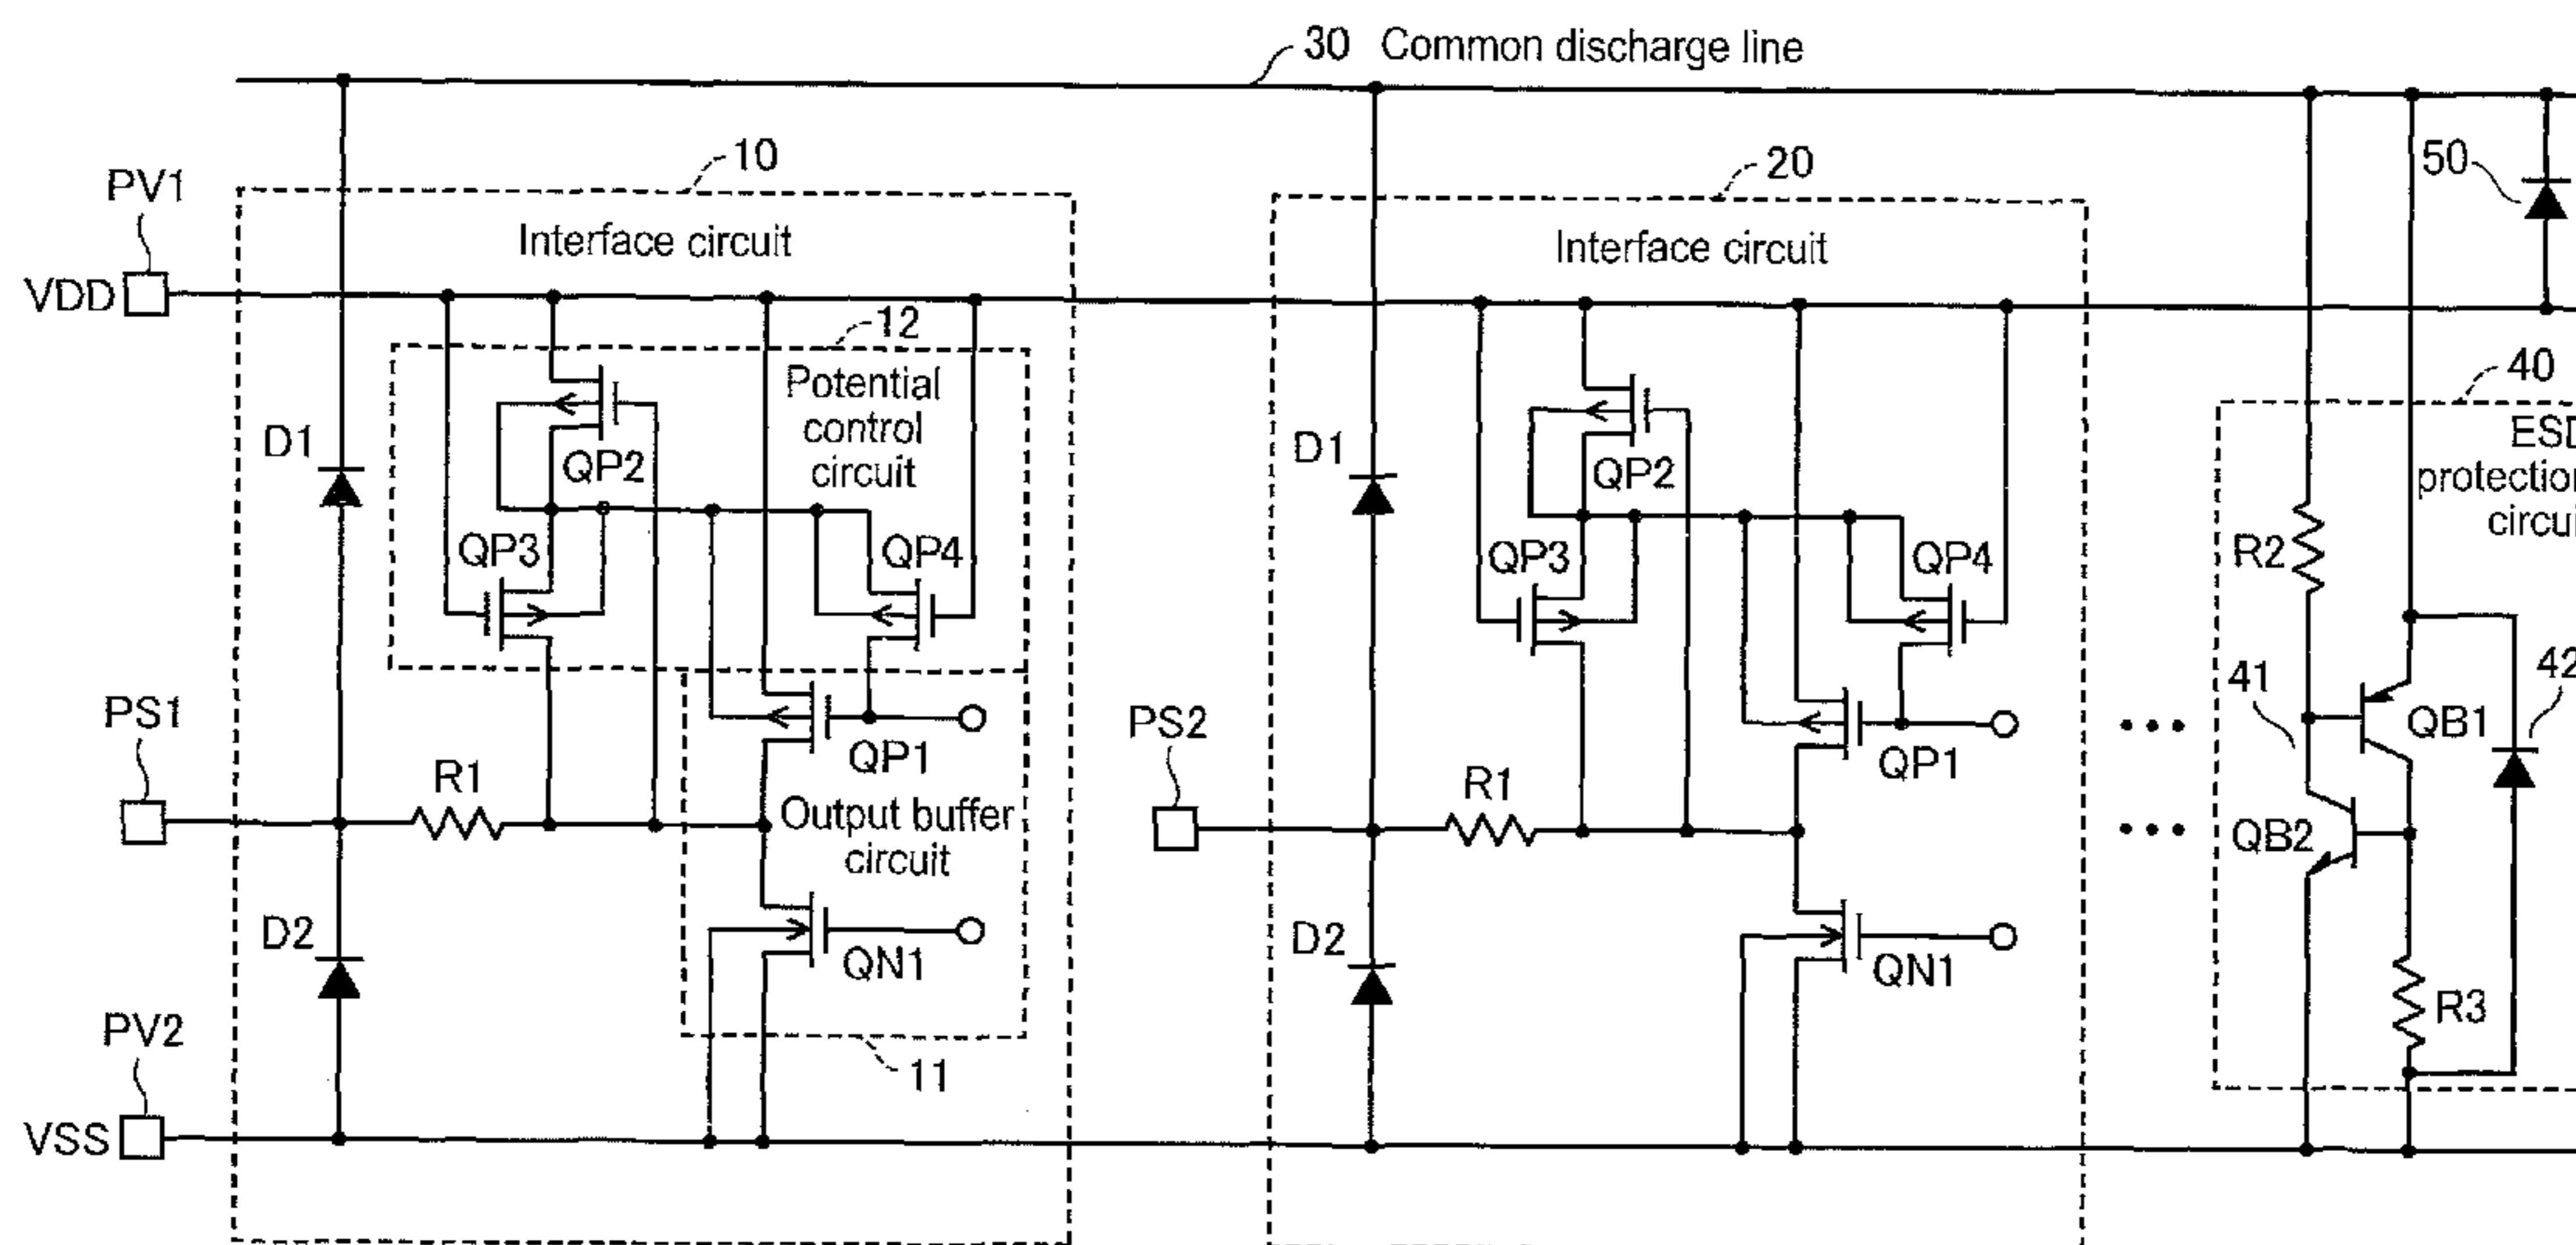 30 Common discharge line
10
20
PV1
50
Interface circuit
Interface circuit
VDD
12
40
Potential
control
circuit
D1
QP2
D1
QP2
QP3
QP4
QP3
QP4
R2
PS1
PS2
41
42
QP1
QP1
QB1
R1
R1
Output buffer
circuit
QB2
D2
QN1
D2
QN1
R3
PV2
11
VSS